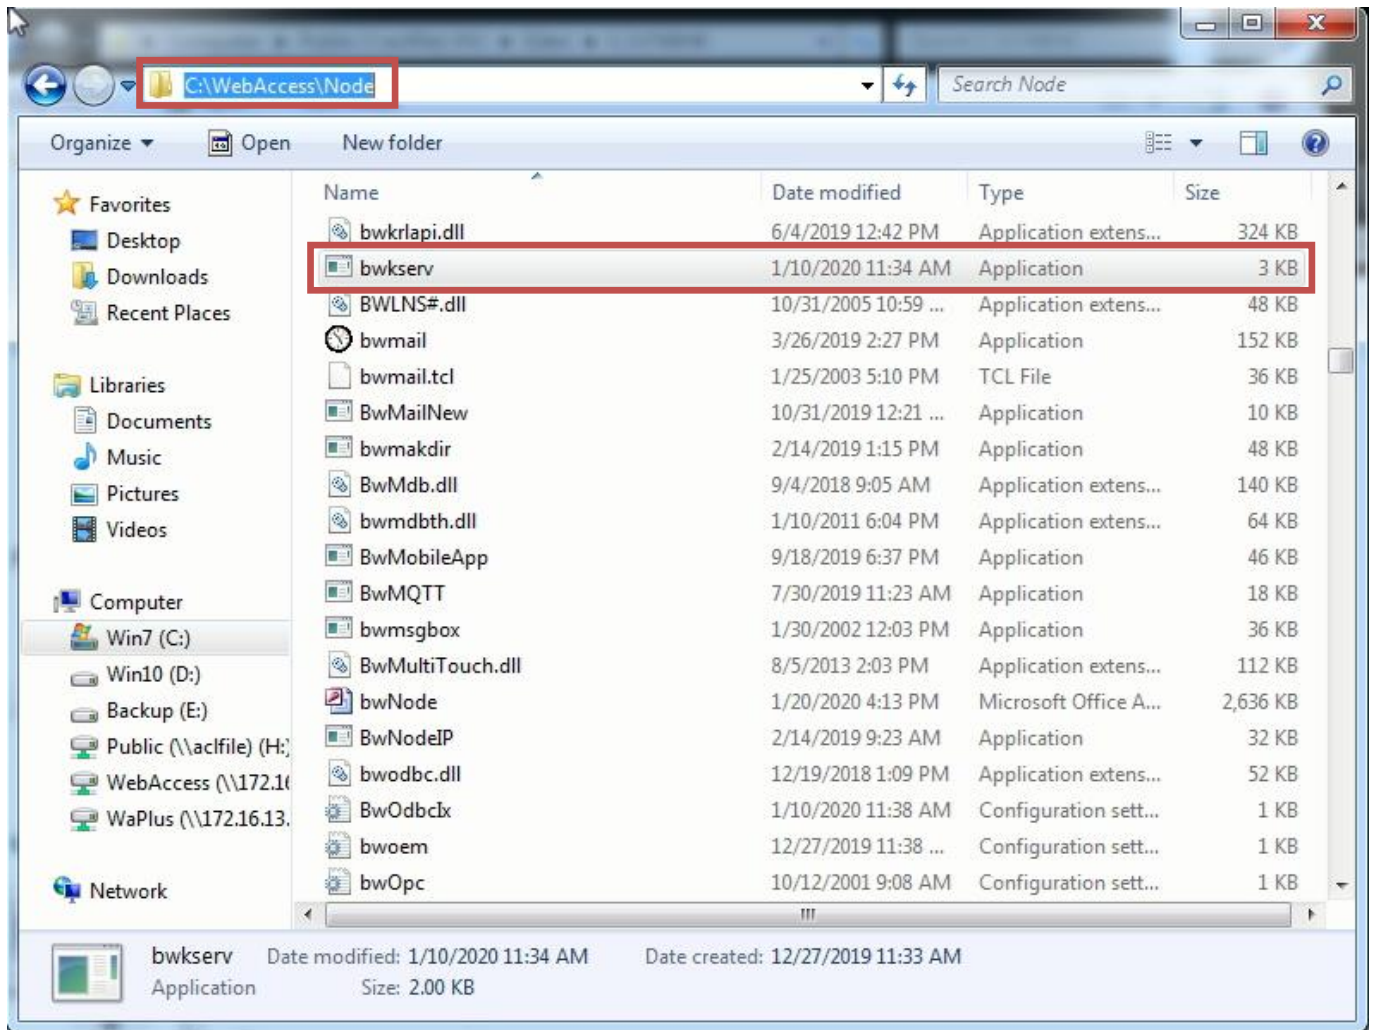 C:\WebAccess\Node
Search Node
Organize Open New folder
Name Date modified Type Size
Favorites
Desktop
Downloads
Recent Places
Libraries
Documents
Music
Pictures
Videos
Computer
Win7 (C:)
Win10 (D:)
Backup (E:)
Public (\\aclfile) (H:)
WebAccess (\\172.16
WaPlus (\\172.16.13.
Network
bwkrlapi.dll 6/4/2019 12:42 PM Application extens... 324 KB
bwkserv 1/10/2020 11:34 AM Application 3 KB
BWLNS#.dll 10/31/2005 10:59 ... Application extens... 48 KB
bwmail 3/26/2019 2:27 PM Application 152 KB
bwmail.tcl 1/25/2003 5:10 PM TCL File 36 KB
BwMailNew 10/31/2019 12:21 ... Application 10 KB
bwmakdir 2/14/2019 1:15 PM Application 48 KB
BwMdb.dll 9/4/2018 9:05 AM Application extens... 140 KB
bwmdbth.dll 1/10/2011 6:04 PM Application extens... 64 KB
BwMobileApp 9/18/2019 6:37 PM Application 46 KB
BwMQTT 7/30/2019 11:23 AM Application 18 KB
bwmsgbox 1/30/2002 12:03 PM Application 36 KB
BwMultiTouch.dll 8/5/2013 2:03 PM Application extens... 112 KB
bwNode 1/20/2020 4:13 PM Microsoft Office A... 2,636 KB
BwNodeIP 2/14/2019 9:23 AM Application 32 KB
bwodbc.dll 12/19/2018 1:09 PM Application extens... 52 KB
BwOdbcIx 1/10/2020 11:38 AM Configuration sett... 1 KB
bwoem 12/27/2019 11:38 ... Configuration sett... 1 KB
bwOpc 10/12/2001 9:08 AM Configuration sett... 1 KB
bwkserv Date modified: 1/10/2020 11:34 AM Date created: 12/27/2019 11:33 AM
Application Size: 2.00 KB